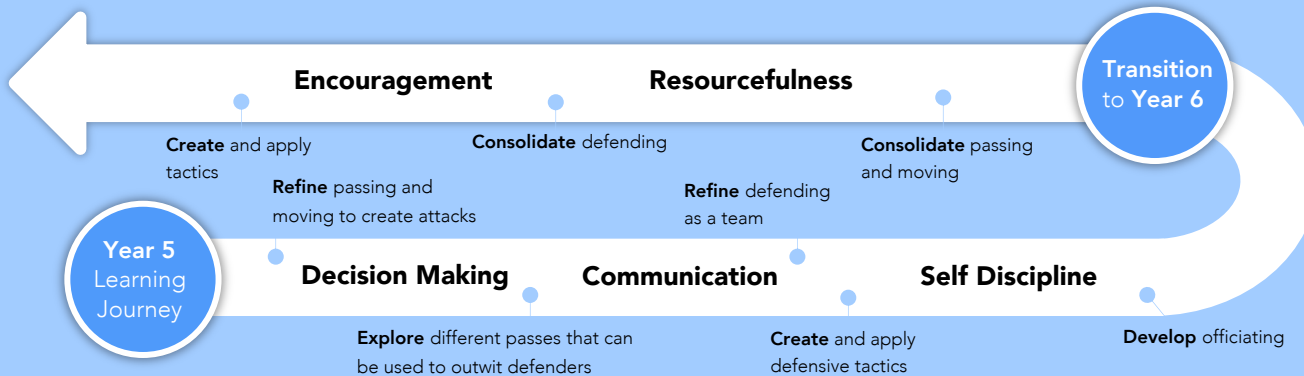 Encouragement
Resourcefulness
Transition
to Year 6
Create and apply
tactics
Consolidate defending
Consolidate passing
and moving
Refine passing and
moving to create attacks
Refine defending
as a team
Year 5
Learning
Journey
Decision Making
Communication
Self Discipline
Explore different passes that can
be used to outwit defenders
Create and apply
defensive tactics
Develop officiating